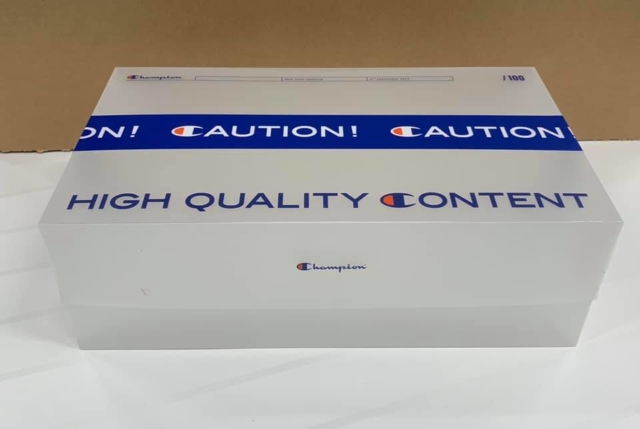 Champion /100
ON! CAUTION! CAUTION!
HIGH QUALITY CONTENT
Champion